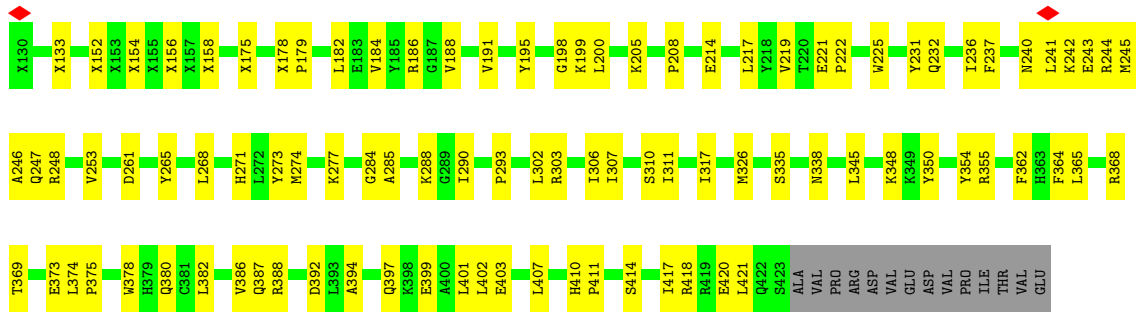 X130 X133 X152 X153 X154 X155 X156 X157 X158 X175 X178 P179 L182 E183 V184 Y185 R186 G187 V188 V191 Y195 G198 K199 L200 K205 P208 E214 L217 Y218 V219 T220 E221 P222 W225 Y231 Q232 I236 F237 N240 L241 K242 E243 R244 M245
A246 Q247 R248 V253 D261 Y265 L268 H271 L272 Y273 M274 K277 G284 A285 K288 G289 I290 P293 L302 R303 I306 I307 S310 I311 I317 M326 S335 N338 L345 K348 K349 Y350 Y354 R355 F362 H363 F364 L365 R368
T369 E373 L374 P375 W378 H379 Q380 C381 L382 V386 Q387 R388 D392 L393 A394 Q397 K398 E399 A400 L401 L402 E403 L407 H410 P411 S414 I417 R418 R419 E420 L421 Q422 S423 ALA VAL PRO ARG ASP VAL GLU ASP VAL PRO ILE THR VAL GLU